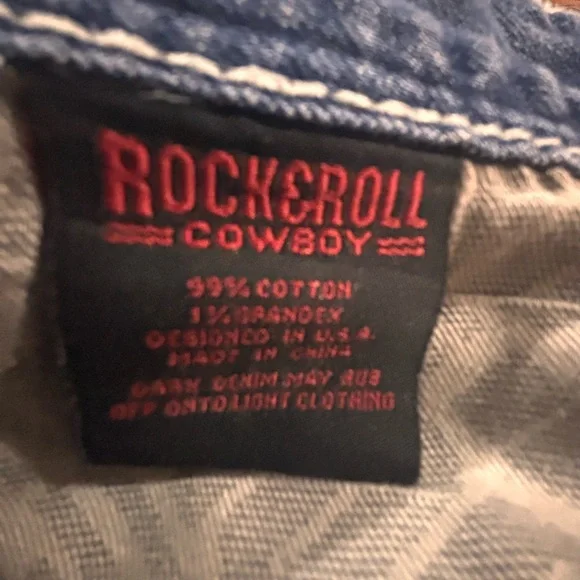 ROCK&ROLL
COWBOY
99% COTTON
1% SPANDEX
DESIGNED IN U.S.A.
MADE IN CHINA
DARK DENIM MAY RUB
OFF ONTO LIGHT CLOTHING